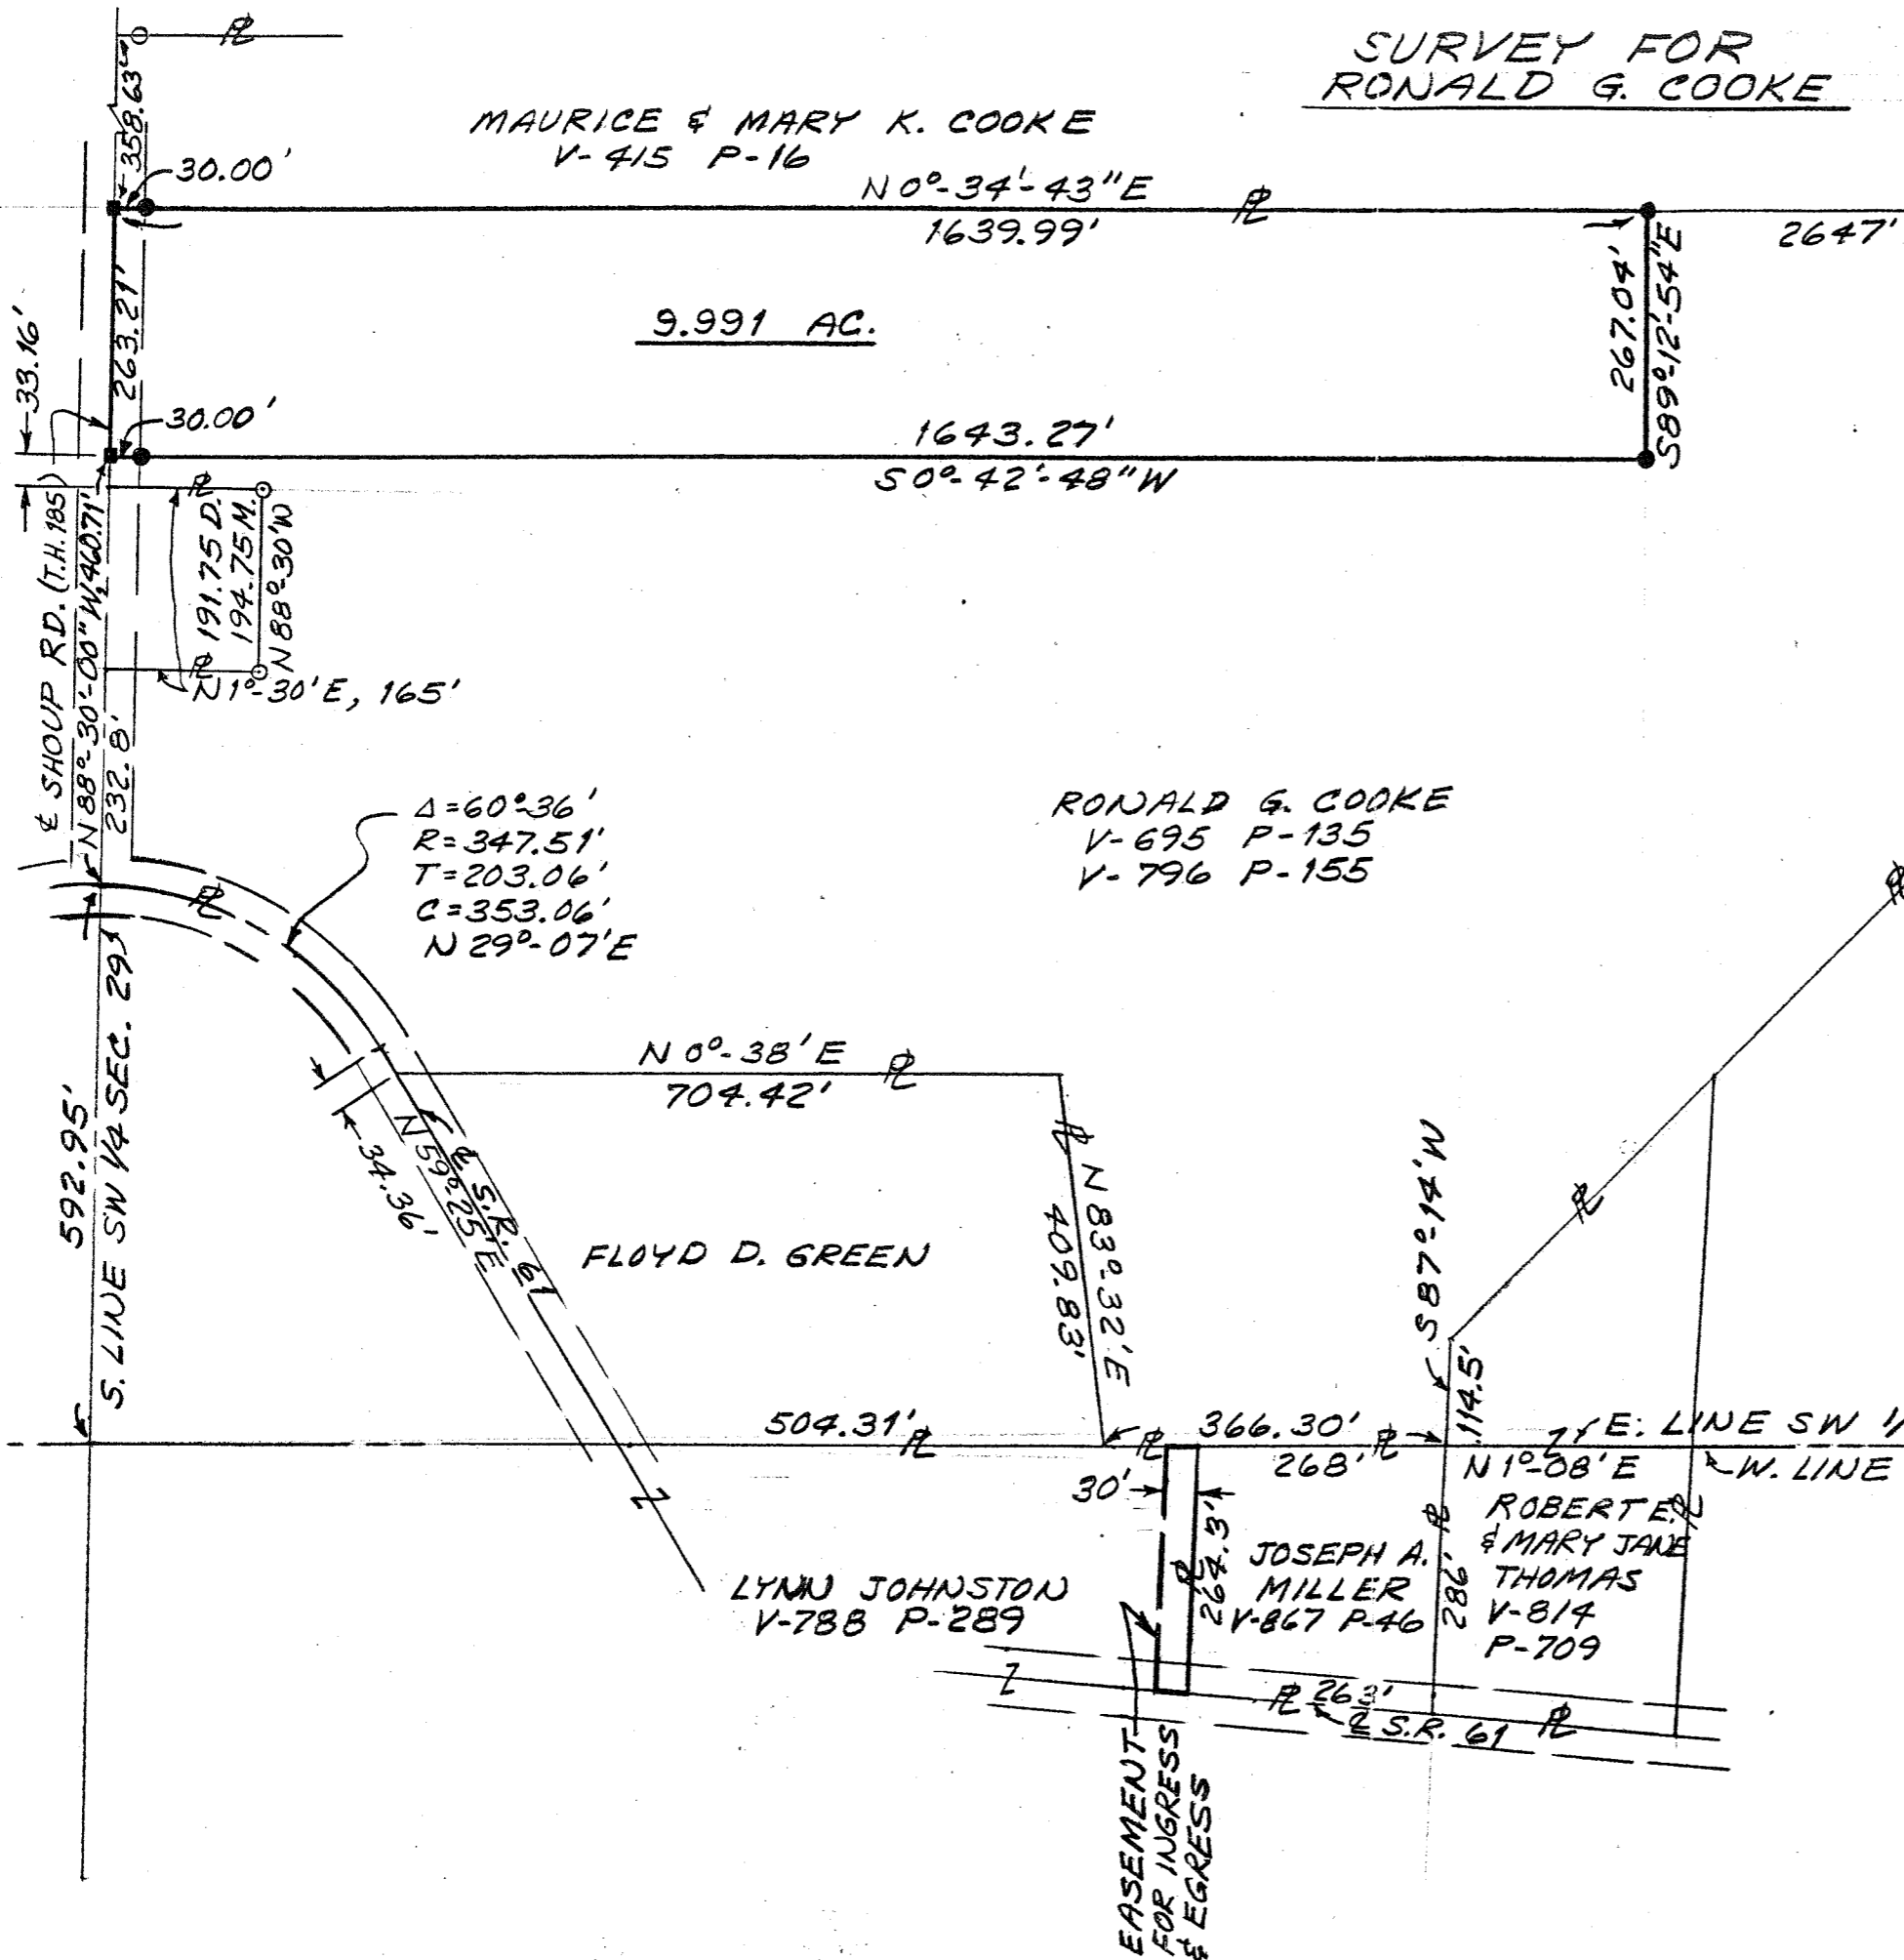 SURVEY FOR
RONALD G. COOKE
358.63'
MAURICE & MARY K. COOKE
V-415 P-16
30.00'
N 0°-34'-43"E
1639.99'
2647'
263.21'
33.16'
9.991 AC.
267.04'
S89°-12'-54"E
30.00'
1643.27'
S 0°-42'-48"W
℄ SHOUP RD. (T.H. 185)
N 88°-30'-00" W, 460.71'
232.8'
191.75 D.
194.75 M.
N 88°-30'W
N 1°-30'E, 165'
Δ=60°-36'
R=347.51'
T=203.06'
C=353.06'
N 29°-07'E
RONALD G. COOKE
V-695 P-135
V-796 P-155
592.95'
S. LINE SW 1/4 SEC. 29
34.36'
N 59°-25'E
℄ S.R. 61
N 0°-38'E
704.42'
FLOYD D. GREEN
N 83°-32'E
409.83'
S 87°-14'W
114.5'
504.31'
366.30'
268'
E. LINE SW 1/
N 1°-08'E
W. LINE
30'
264.3'
LYNN JOHNSTON
V-788 P-289
JOSEPH A.
MILLER
V-867 P-46
286'
ROBERT E.
& MARY JANE
THOMAS
V-814
P-709
263'
℄ S.R. 61
EASEMENT
FOR INGRESS
& EGRESS